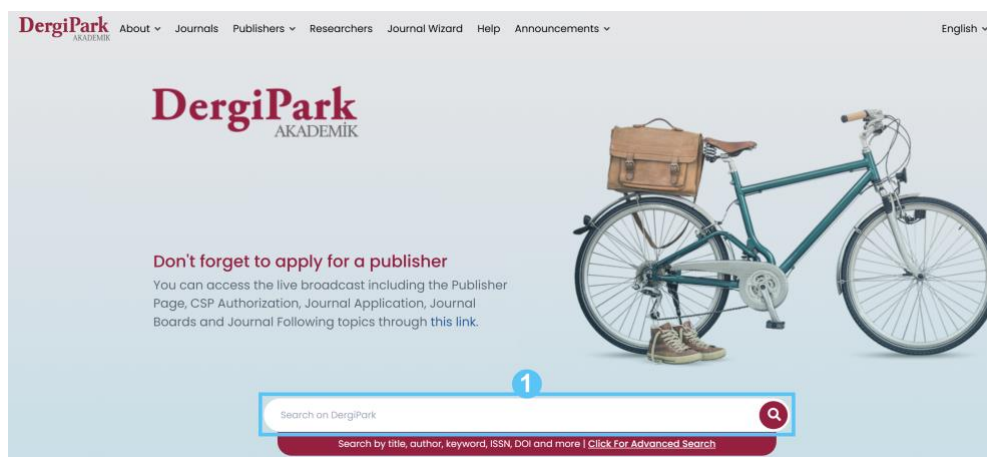 DergiPark AKADEMİK About Journals Publishers Researchers Journal Wizard Help Announcements English
DergiPark
AKADEMİK
Don't forget to apply for a publisher
You can access the live broadcast including the Publisher
Page, CSP Authorization, Journal Application, Journal
Boards and Journal Following topics through this link.
1
Search on DergiPark
Search by title, author, keyword, ISSN, DOI and more | Click For Advanced Search